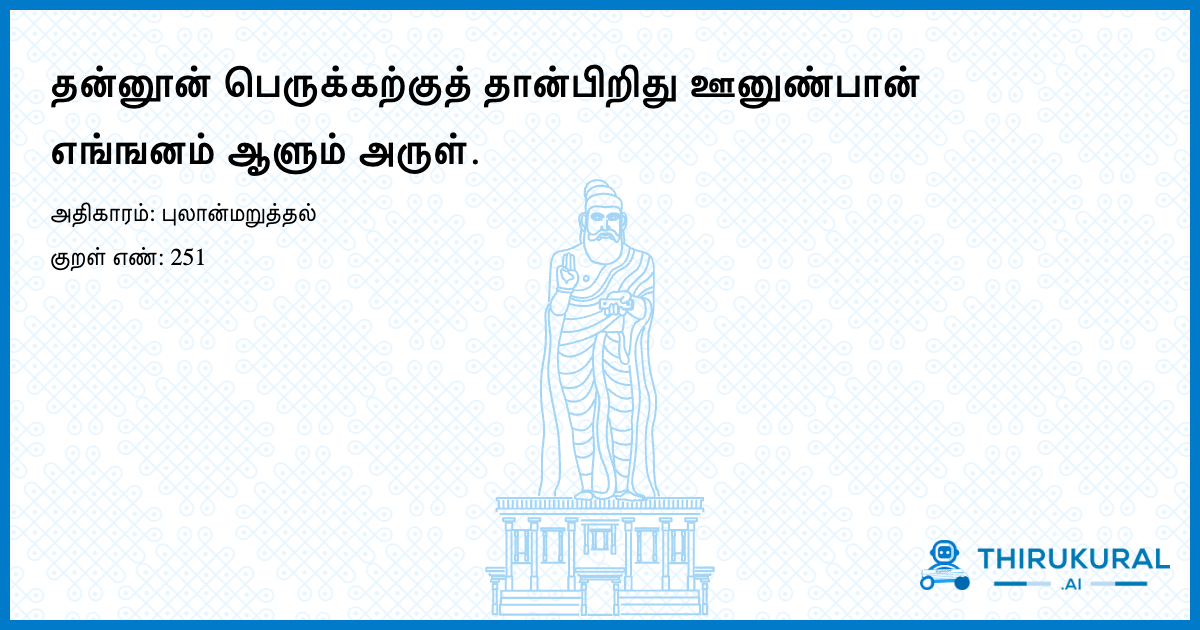 தன்னூன் பெருக்கற்குத் தான்பிறிது ஊனுண்பான்
எங்ஙனம் ஆளும் அருள்.
அதிகாரம்: புலான்மறுத்தல்
குறள் எண்: 251
THIRUKURAL
.AI